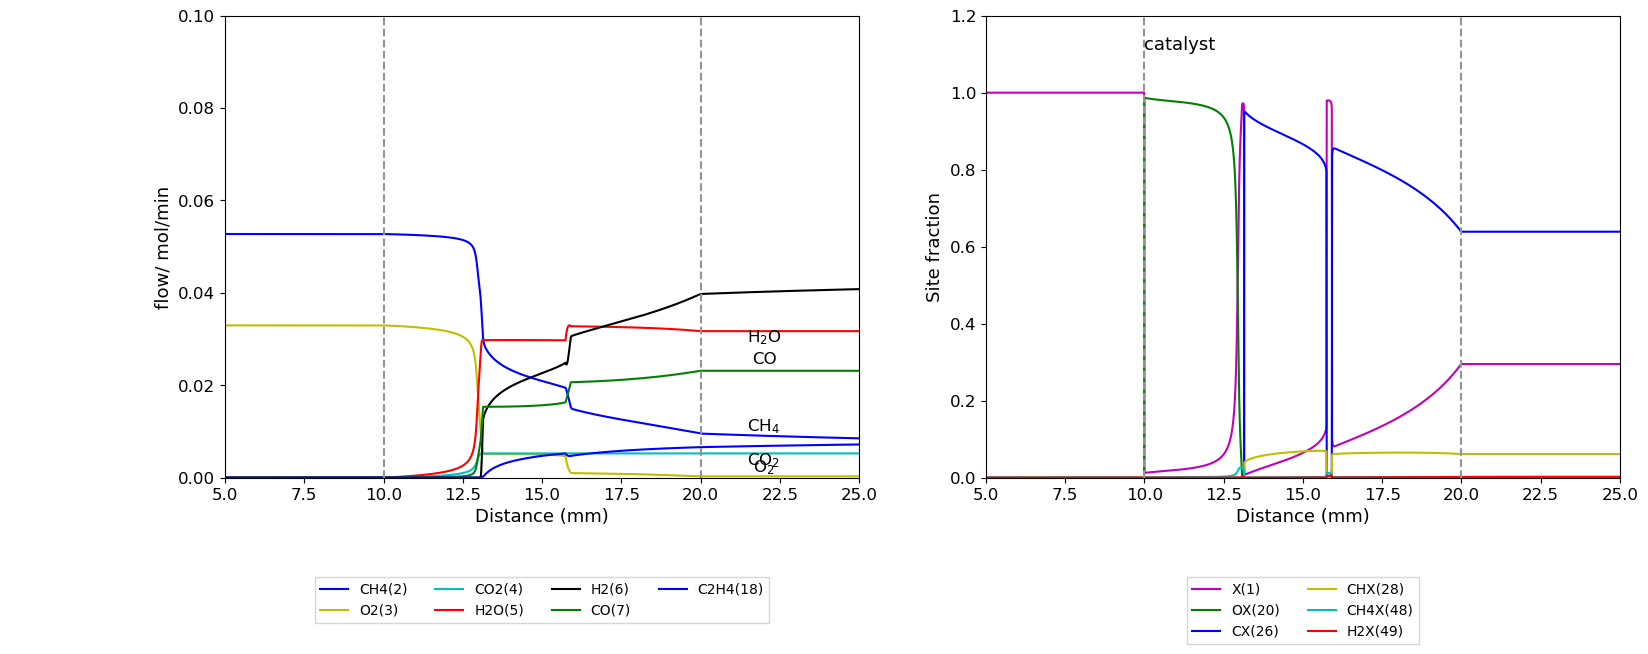 0.10
0.08
0.06
0.04
0.02
0.00
flow/ mol/min
5.0 7.5 10.0 12.5 15.0 17.5 20.0 22.5 25.0
Distance (mm)
H₂O
CO
CH₄
CO₂
O₂
CH4(2) CO2(4) H2(6) C2H4(18)
O2(3) H2O(5) CO(7)
1.2
1.0
0.8
0.6
0.4
0.2
0.0
Site fraction
catalyst
5.0 7.5 10.0 12.5 15.0 17.5 20.0 22.5 25.0
Distance (mm)
X(1) CHX(28)
OX(20) CH4X(48)
CX(26) H2X(49)